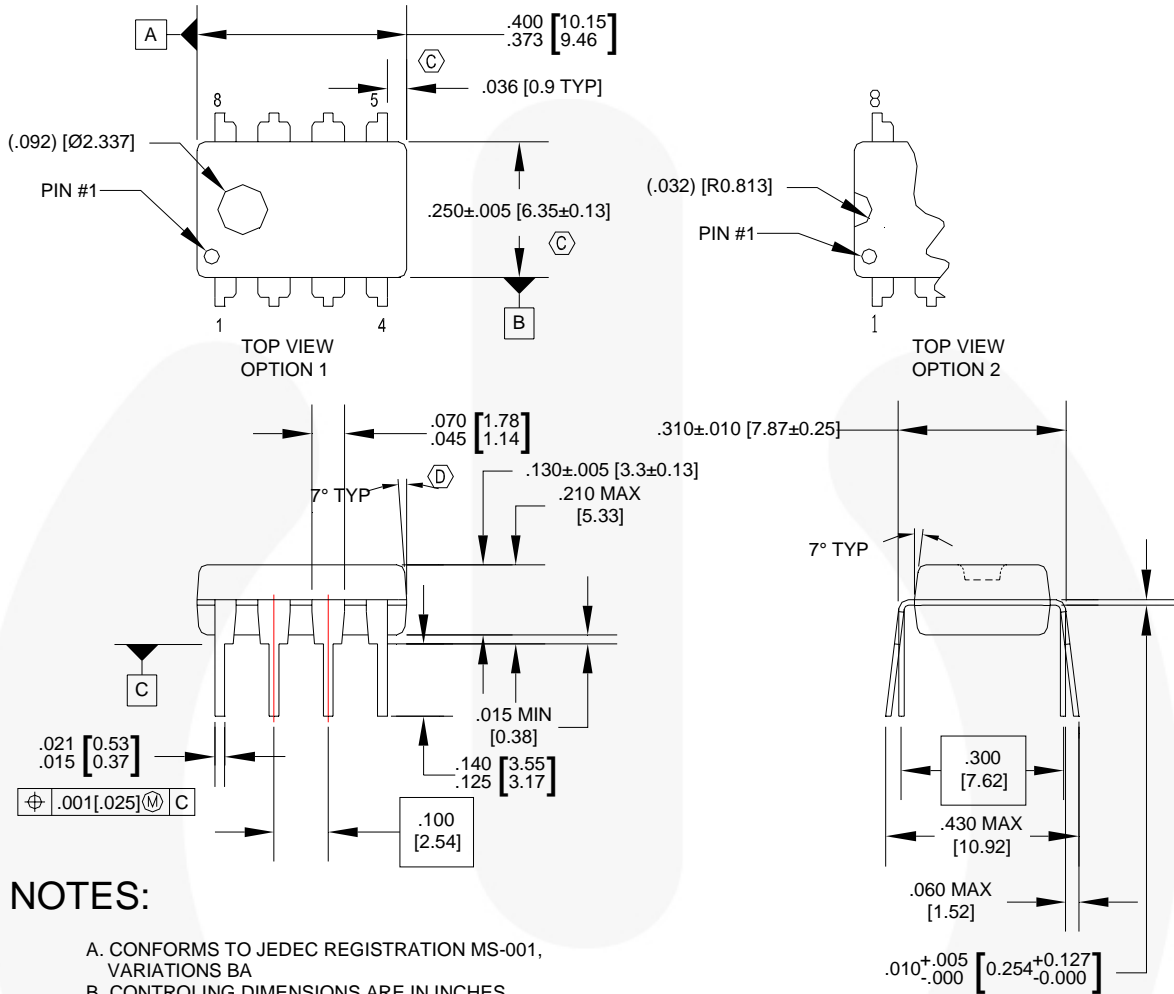 A
.400 [10.15]
.373 [9.46]
C
.036 [0.9 TYP]
8 5
(.092) [Ø2.337]
PIN #1
.250±.005 [6.35±0.13]
C
B
1 4
TOP VIEW
OPTION 1
8
(.032) [R0.813]
PIN #1
1
TOP VIEW
OPTION 2
.070 [1.78]
.045 [1.14]
7° TYP
D
.130±.005 [3.3±0.13]
.210 MAX
[5.33]
C
.021 [0.53]
.015 [0.37]
⌖ .001[.025]Ⓜ C
.015 MIN
[0.38]
.140 [3.55]
.125 [3.17]
.100
[2.54]
.310±.010 [7.87±0.25]
7° TYP
.300
[7.62]
.430 MAX
[10.92]
.060 MAX
[1.52]
.010+.005 -.000 [0.254+0.127 -0.000]
NOTES:
A. CONFORMS TO JEDEC REGISTRATION MS-001,
VARIATIONS BA
B. CONTROLING DIMENSIONS ARE IN INCHES